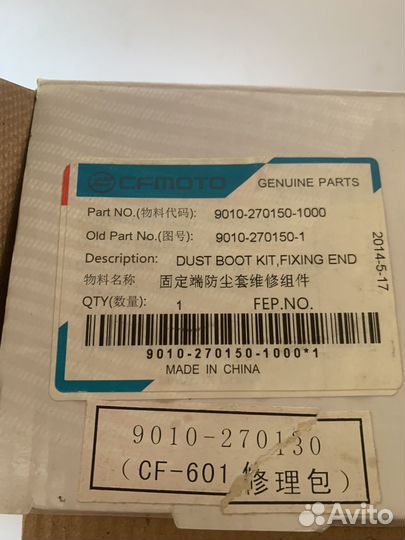 CFMOTO GENUINE PARTS
Part NO.(物料代码): 9010-270150-1000
Old Part No.(图号): 9010-270150-1
Description: DUST BOOT KIT,FIXING END
物料名称 固定端防尘套维修组件
QTY(数量): 1 FEP.NO.
2014-5-17
9010-270150-1000*1
MADE IN CHINA
9010-270130
(CF-601 修理包)
Avito